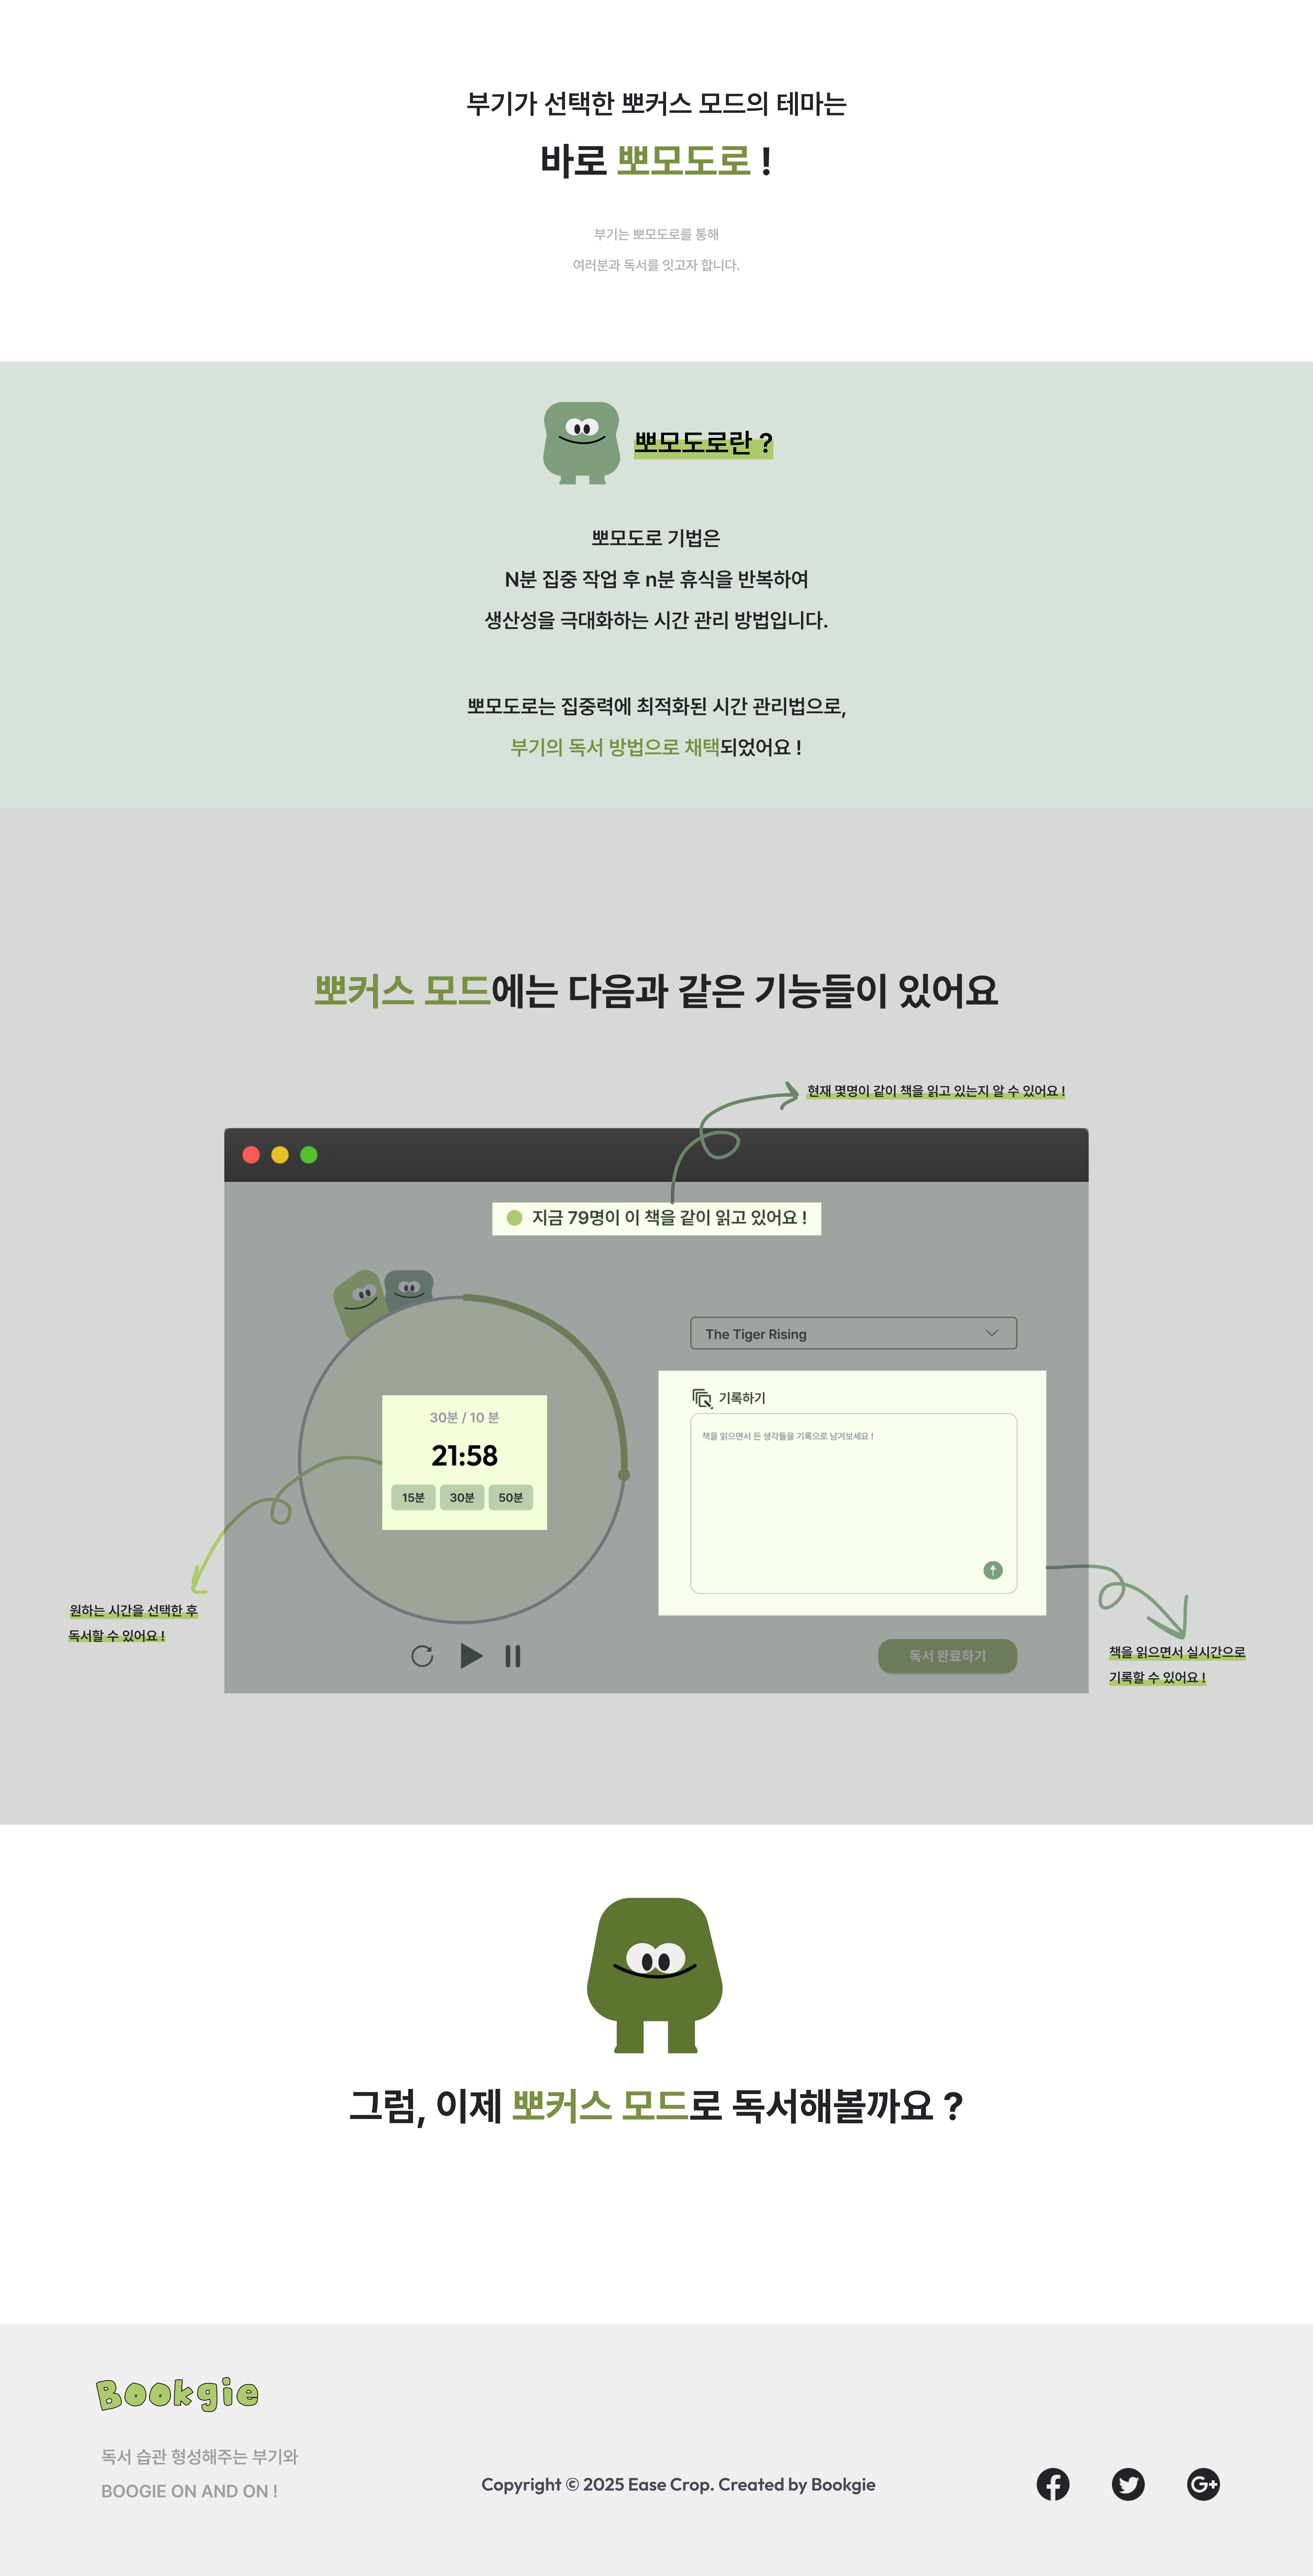 부기가 선택한 뽀커스 모드의 테마는
바로 뽀모도로 !
부기는 뽀모도로를 통해
여러분과 독서를 잇고자 합니다.
뽀모도로란 ?
뽀모도로 기법은
N분 집중 작업 후 n분 휴식을 반복하여
생산성을 극대화하는 시간 관리 방법입니다.
뽀모도로는 집중력에 최적화된 시간 관리법으로,
부기의 독서 방법으로 채택되었어요 !
뽀커스 모드에는 다음과 같은 기능들이 있어요
현재 몇명이 같이 책을 읽고 있는지 알 수 있어요 !
지금 79명이 이 책을 같이 읽고 있어요 !
30분 / 10 분
21:58
15분 30분 50분
The Tiger Rising
기록하기
책을 읽으면서 든 생각들을 기록으로 남겨보세요 !
독서 완료하기
원하는 시간을 선택한 후
독서할 수 있어요 !
책을 읽으면서 실시간으로
기록할 수 있어요 !
그럼, 이제 뽀커스 모드로 독서해볼까요 ?
Bookgie
독서 습관 형성해주는 부기와
BOOGIE ON AND ON !
Copyright © 2025 Ease Crop. Created by Bookgie